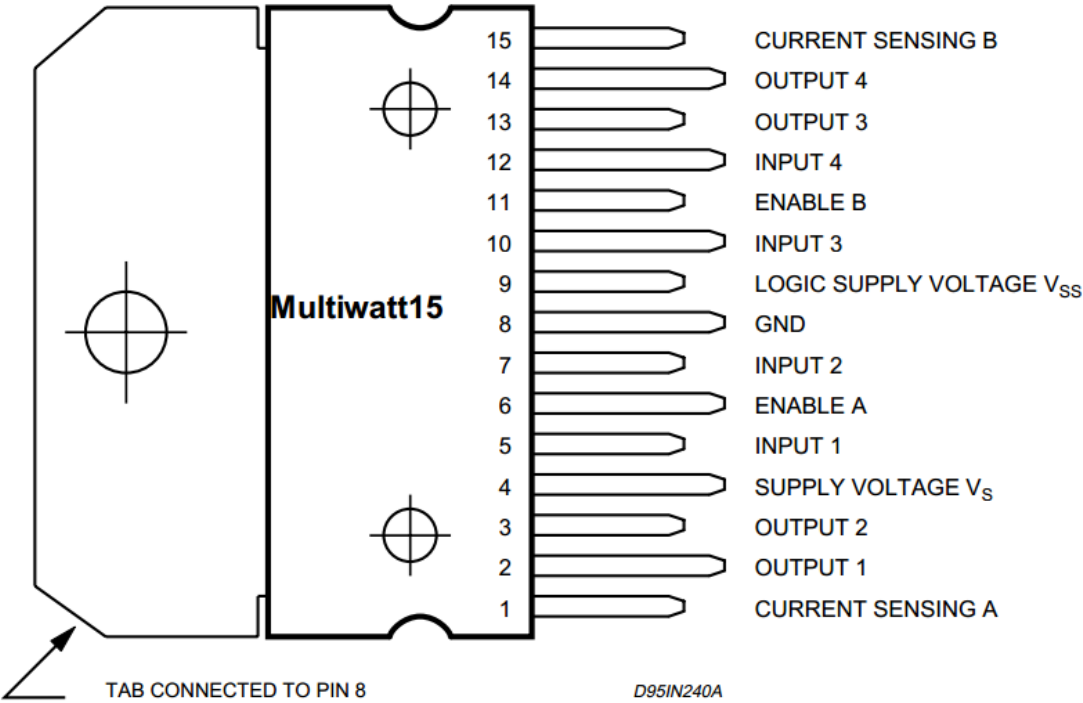 15 CURRENT SENSING B
14 OUTPUT 4
13 OUTPUT 3
12 INPUT 4
11 ENABLE B
10 INPUT 3
9 LOGIC SUPPLY VOLTAGE VSS
Multiwatt15
8 GND
7 INPUT 2
6 ENABLE A
5 INPUT 1
4 SUPPLY VOLTAGE VS
3 OUTPUT 2
2 OUTPUT 1
1 CURRENT SENSING A
TAB CONNECTED TO PIN 8
D95IN240A